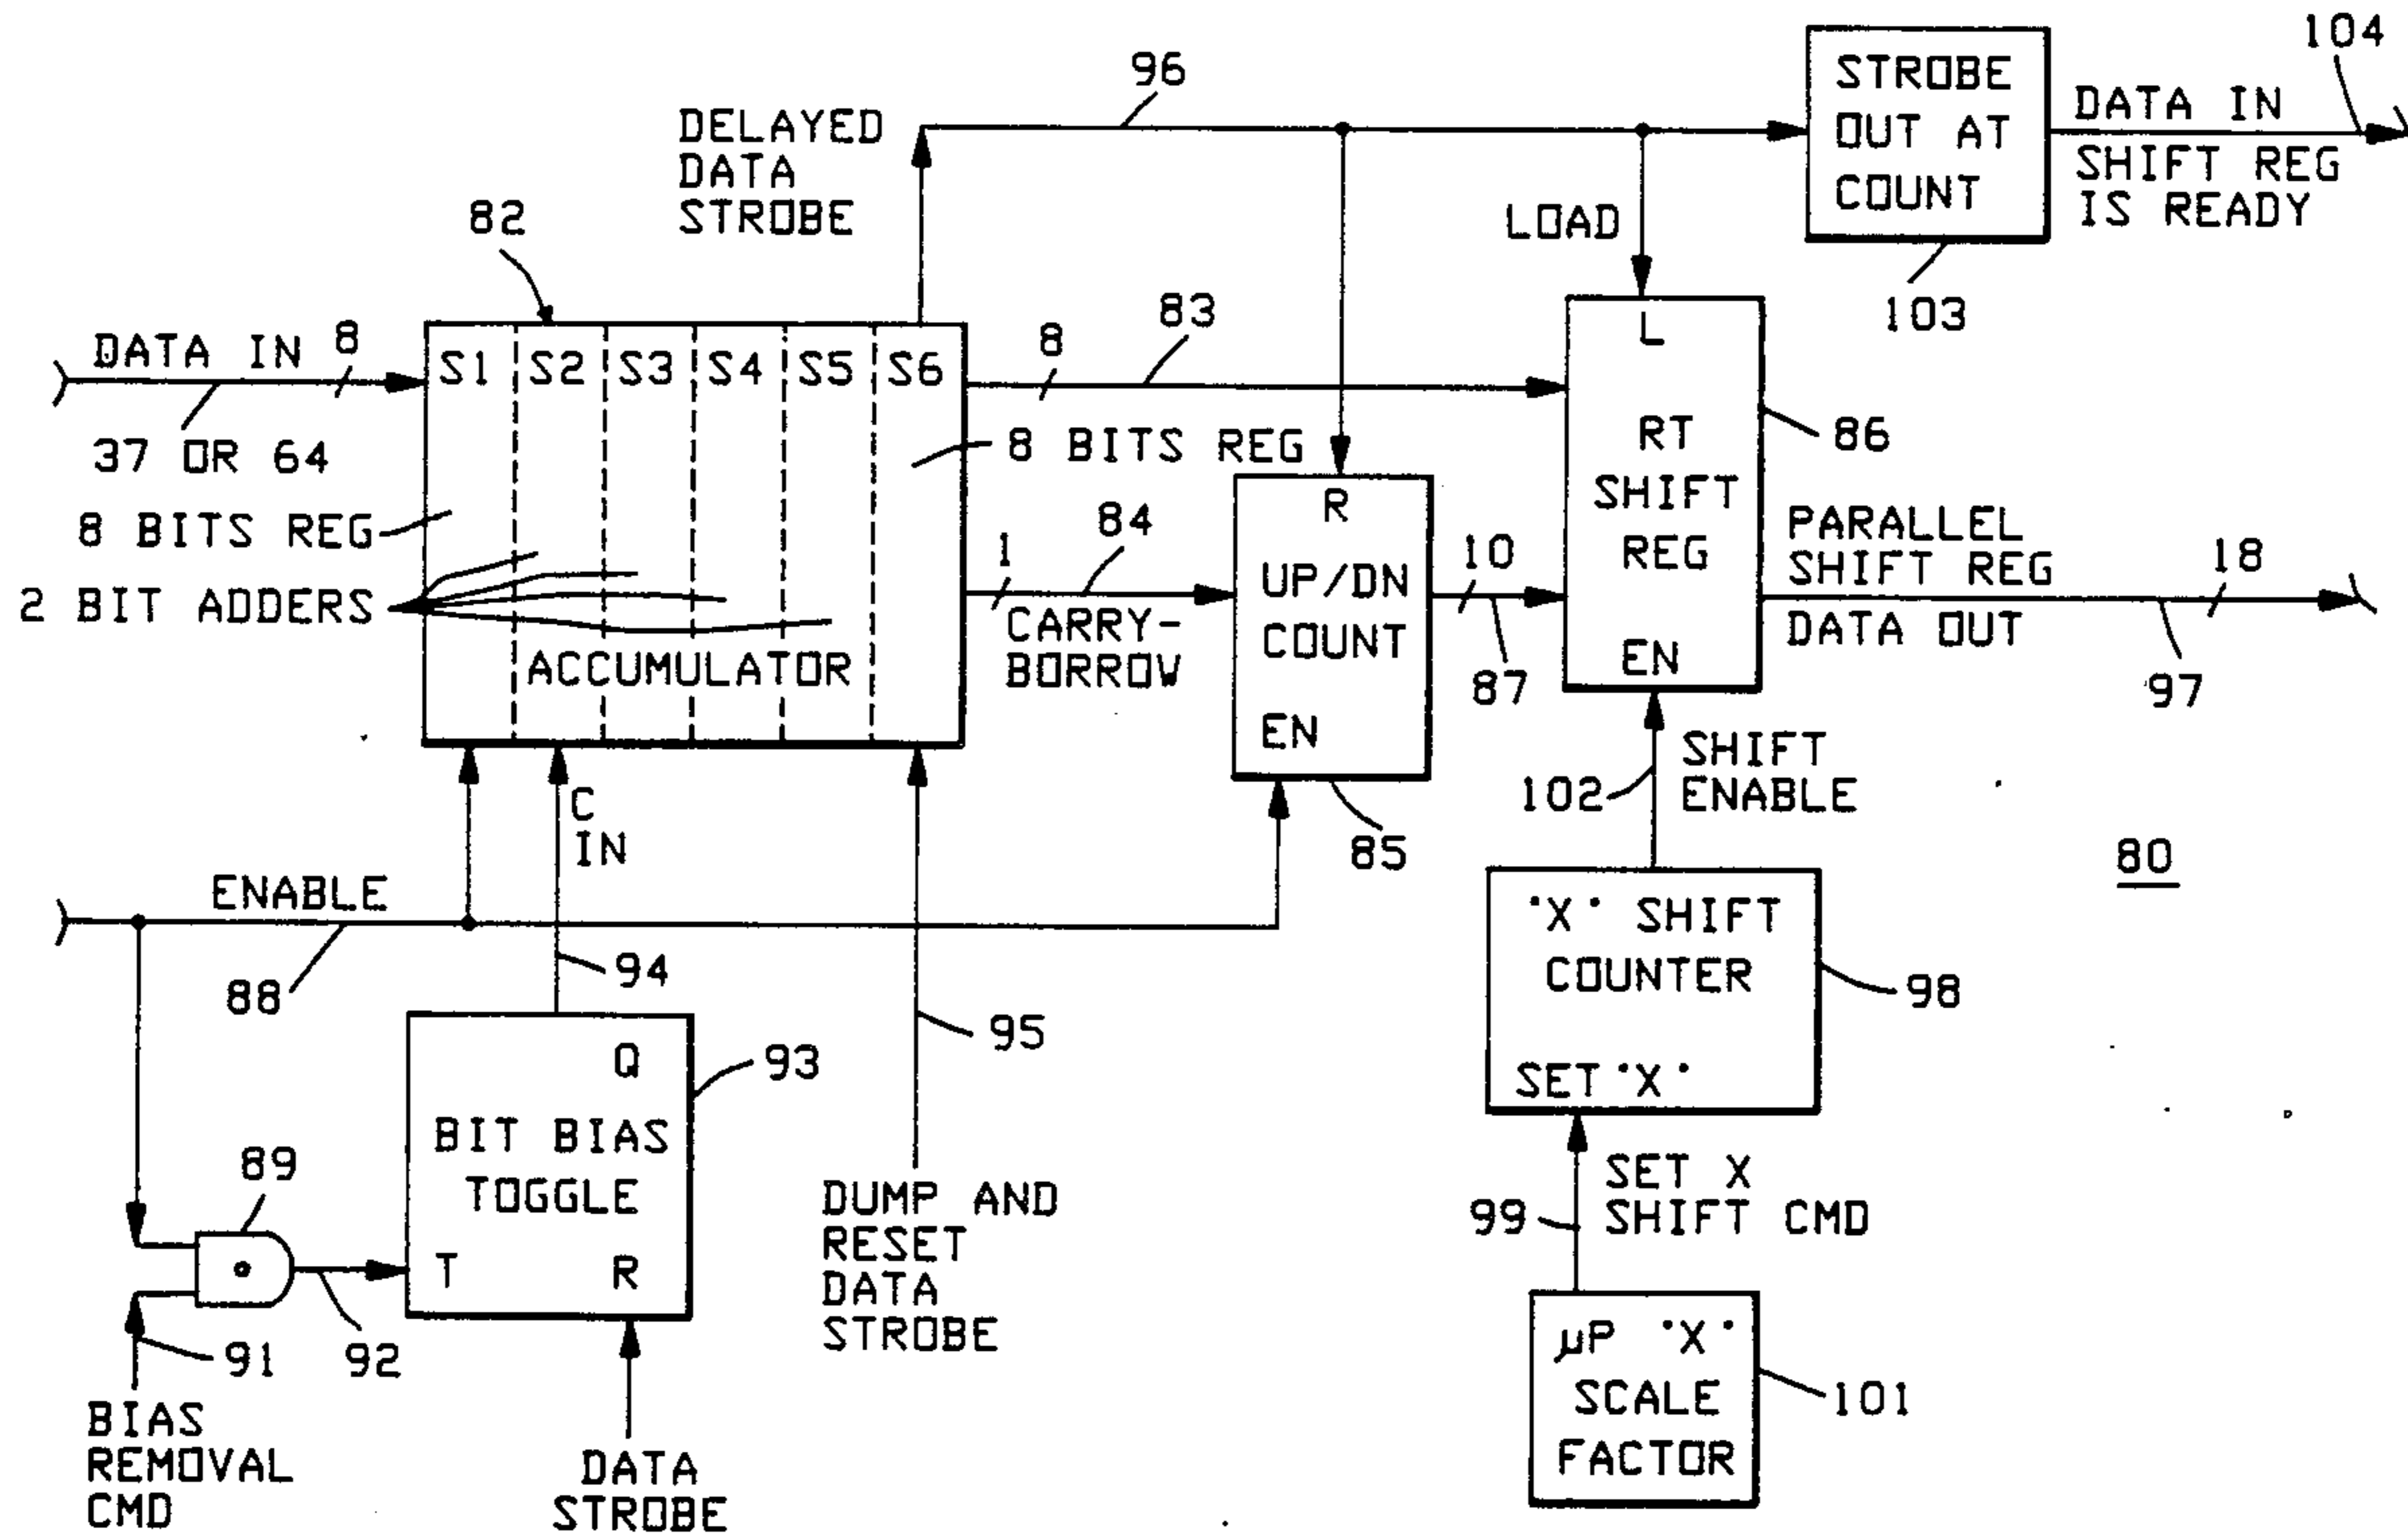 96
STROBE
OUT AT
COUNT
103
104
DATA IN
SHIFT REG
IS READY
DELAYED
DATA
STROBE
LOAD
82
DATA IN
8
37 OR 64
S1
S2
S3
S4
S5
S6
8
83
8 BITS REG
8 BITS REG
2 BIT ADDERS
ACCUMULATOR
1
84
CARRY-
BORROW
R
UP/DN
COUNT
EN
85
10
87
L
RT
SHIFT
REG
EN
86
PARALLEL
SHIFT REG
DATA OUT
18
97
102
SHIFT
ENABLE
80
C
IN
ENABLE
88
94
95
"X" SHIFT
COUNTER
SET "X"
98
Q
BIT BIAS
TOGGLE
T
R
93
89
91
92
BIAS
REMOVAL
CMD
DATA
STROBE
DUMP AND
RESET
DATA
STROBE
99
SET X
SHIFT CMD
µP "X"
SCALE
FACTOR
101